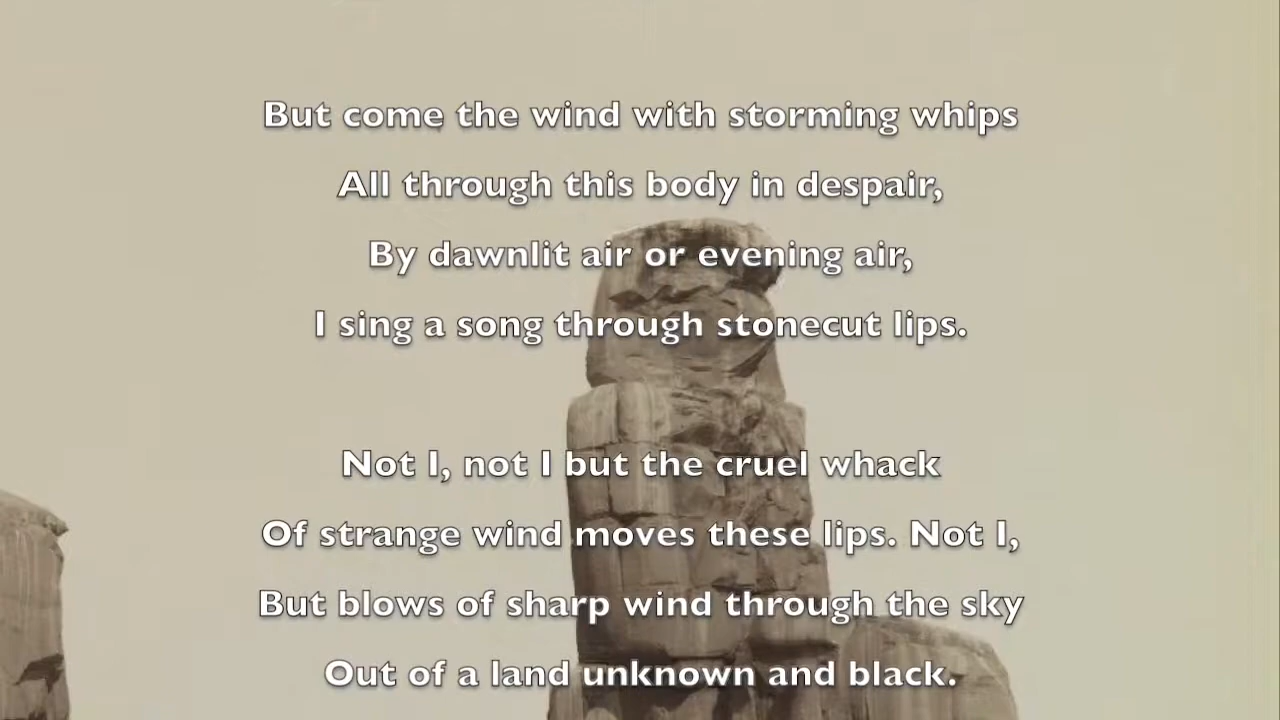 But come the wind with storming whips
All through this body in despair,
By dawnlit air or evening air,
I sing a song through stonecut lips.
Not I, not I but the cruel whack
Of strange wind moves these lips. Not I,
But blows of sharp wind through the sky
Out of a land unknown and black.